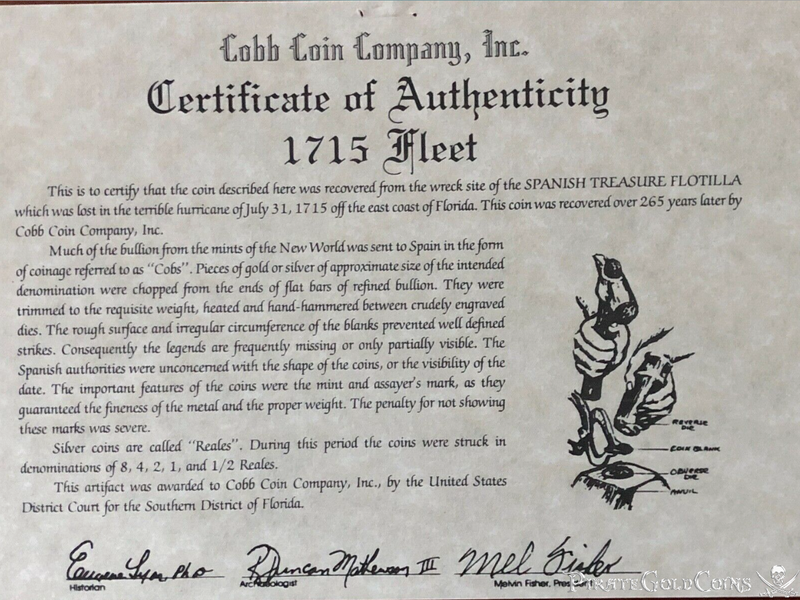 Cobb Coin Company, Inc.
Certificate of Authenticity
1715 Fleet
This is to certify that the coin described here was recovered from the wreck site of the SPANISH TREASURE FLOTILLA
which was lost in the terrible hurricane of July 31, 1715 off the east coast of Florida. This coin was recovered over 265 years later by
Cobb Coin Company, Inc.
Much of the bullion from the mints of the New World was sent to Spain in the form
of coinage referred to as "Cobs". Pieces of gold or silver of approximate size of the intended
denomination were chopped from the ends of flat bars of refined bullion. They were
trimmed to the requisite weight, heated and hand-hammered between crudely engraved
dies. The rough surface and irregular circumference of the blanks prevented well defined
strikes. Consequently the legends are frequently missing or only partially visible. The
Spanish authorities were unconcerned with the shape of the coins, or the visibility of the
date. The important features of the coins were the mint and assayer's mark, as they
guaranteed the fineness of the metal and the proper weight. The penalty for not showing
these marks was severe.
Silver coins are called "Reales". During this period the coins were struck in
denominations of 8, 4, 2, 1, and 1/2 Reales.
This artifact was awarded to Cobb Coin Company, Inc., by the United States
District Court for the Southern District of Florida.
REVERSE
DIE
COIN BLANK
OBVERSE
DIE
ANVIL
Eugene Lyon PhD
Historian
R Duncan Mathewson III
Archaeologist
Mel Fisher
Melvin Fisher, President
PirateGoldCoins